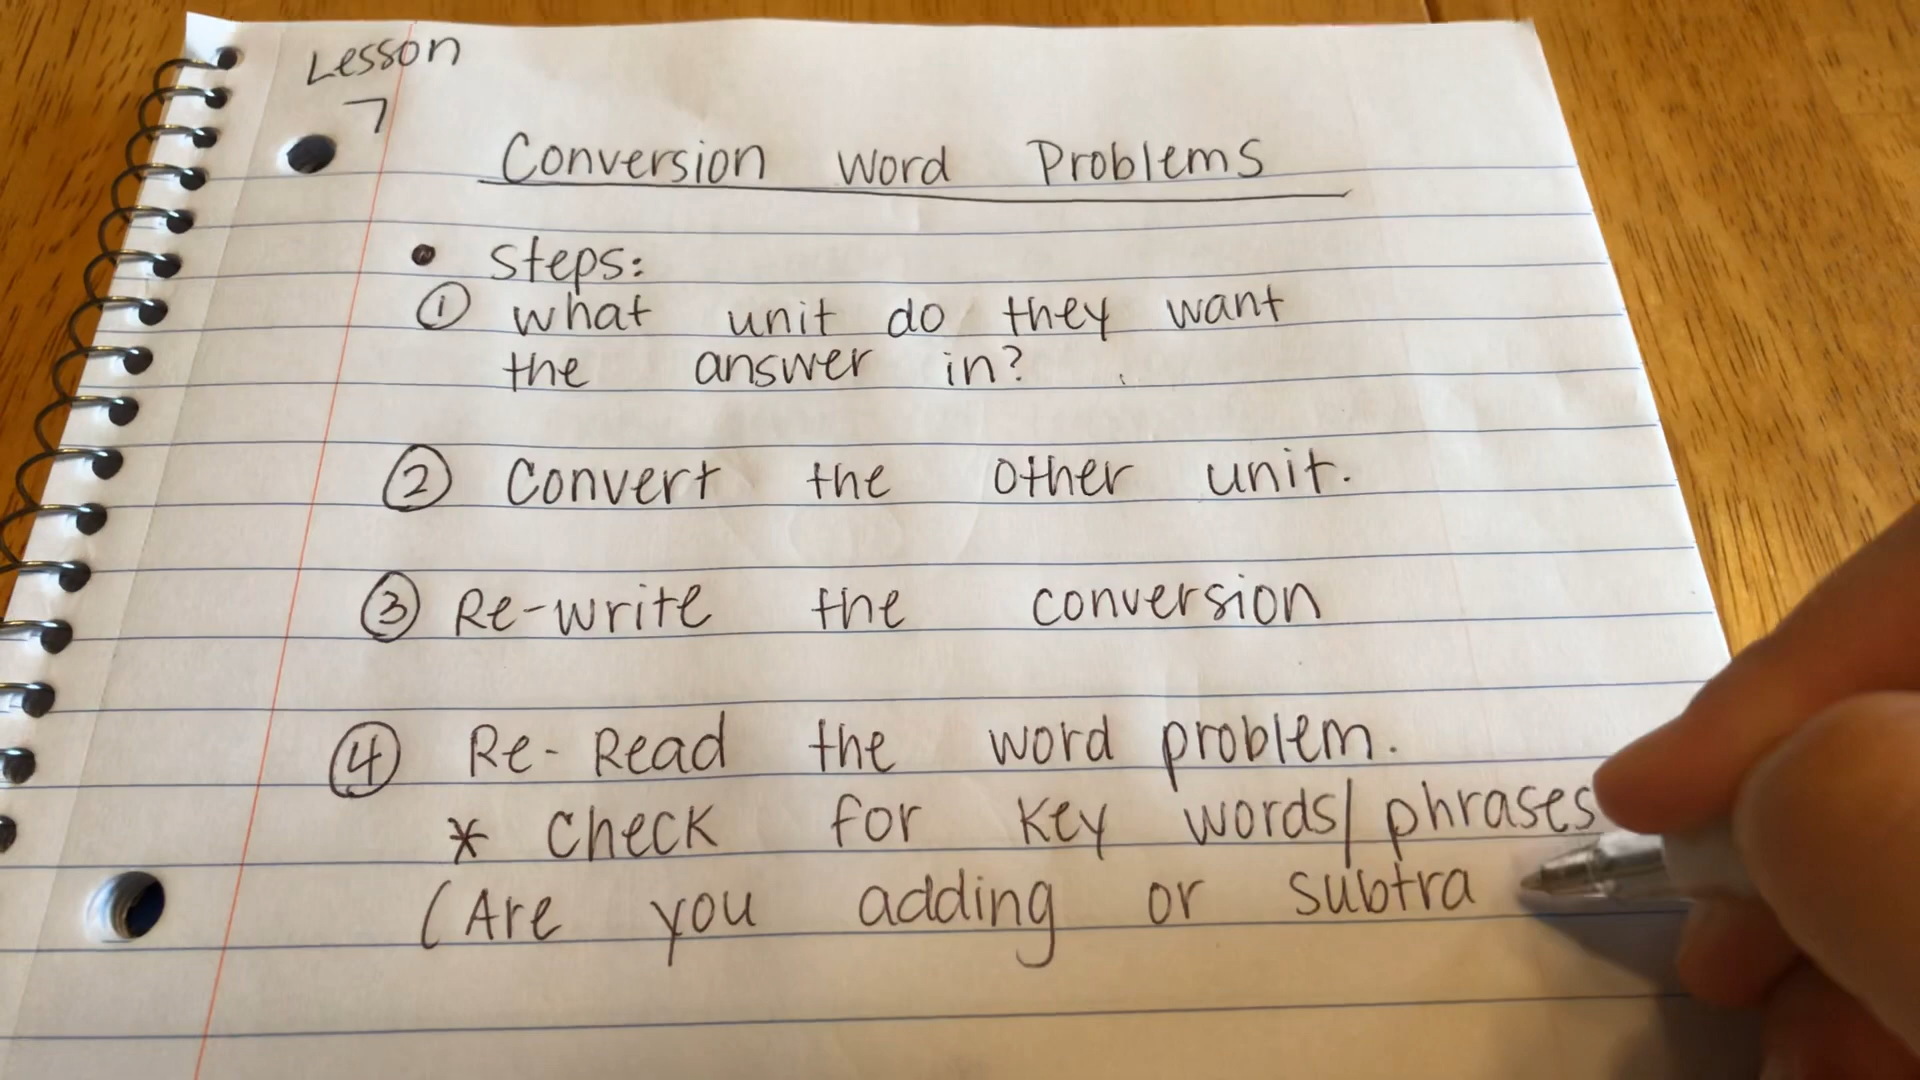 Lesson
7
Conversion Word Problems
• Steps:
① What unit do they want
the answer in?
② Convert the other unit.
③ Re-write the conversion
④ Re-Read the word problem.
* Check for key words/phrases
(Are you adding or subtra